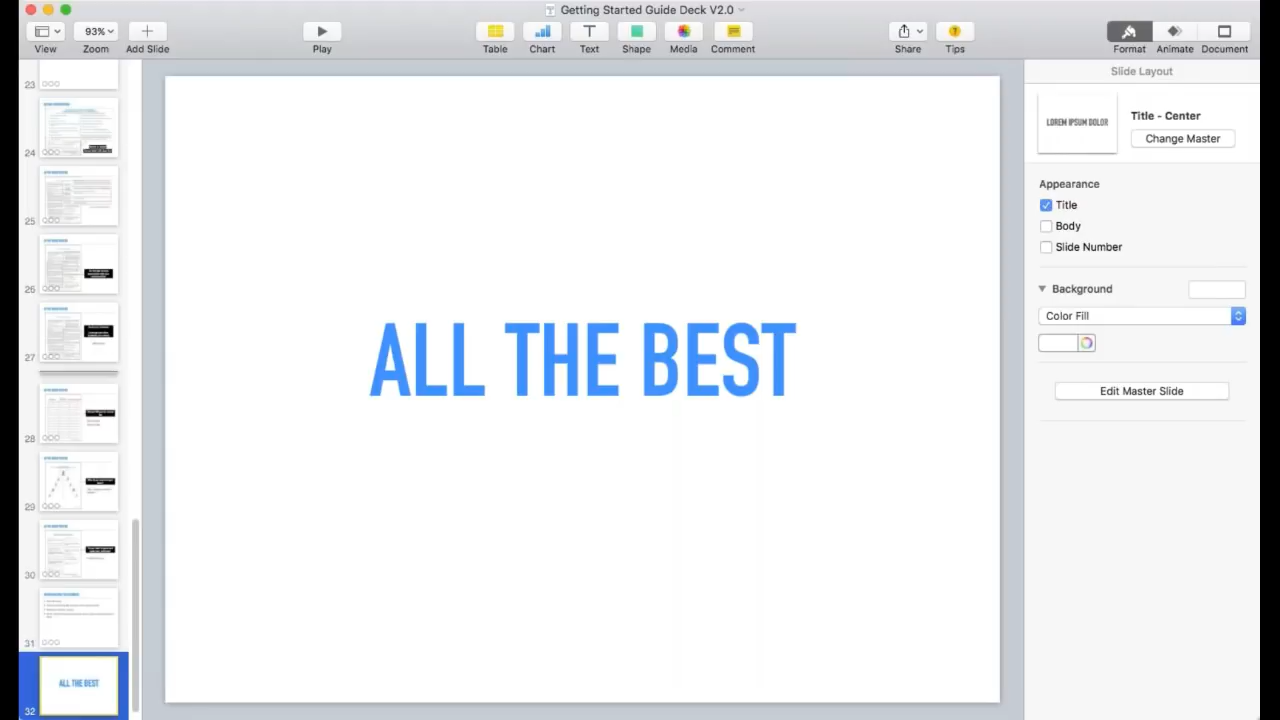 Getting Started Guide Deck V2.0
View
93%
Zoom
Add Slide
Play
Table
Chart
Text
Shape
Media
Comment
Share
Tips
Format
Animate
Document
Slide Layout
LOREM IPSUM DOLOR
Title - Center
Change Master
Appearance
Title
Body
Slide Number
Background
Color Fill
Edit Master Slide
ALL THE BEST
23
24
25
26
27
28
29
30
31
32
ALL THE BEST